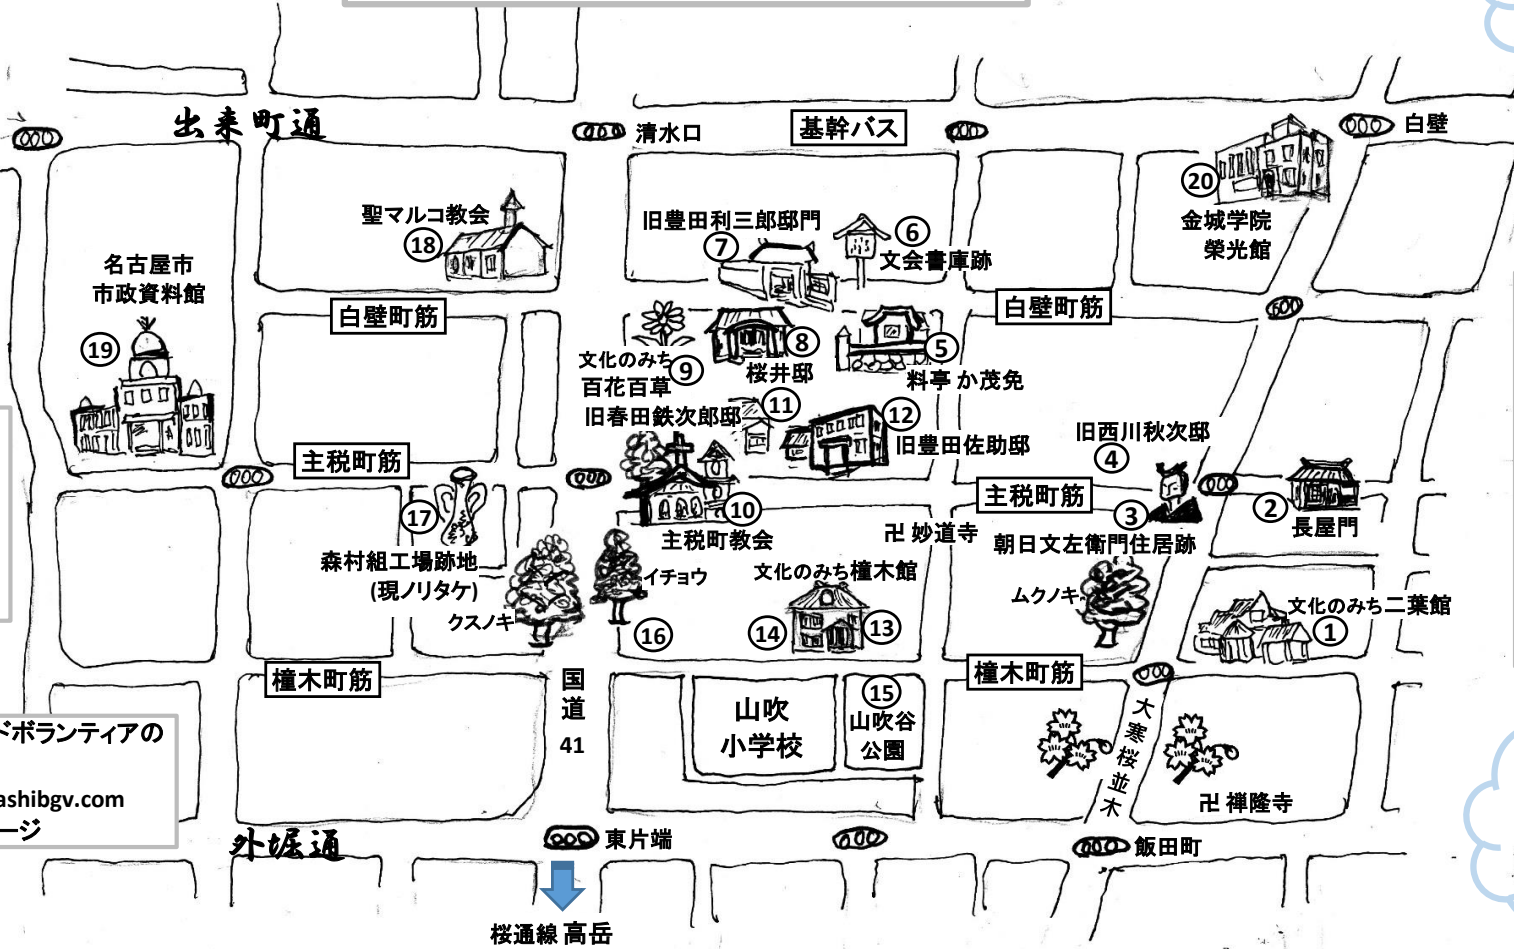 出来町通
清水口
基幹バス
白壁
⑳
金城学院
榮光館
聖マルコ教会
⑱
旧豊田利三郎邸門
⑦
⑥
文会書庫跡
名古屋市
市政資料館
⑲
白壁町筋
白壁町筋
文化のみち
百花百草
⑨
⑧
桜井邸
⑤
料亭 か茂免
旧春田鉄次郎邸
⑪
⑫
旧豊田佐助邸
旧西川秋次邸
④
主税町筋
主税町筋
⑰
森村組工場跡地
(現ノリタケ)
⑩
主税町教会
卍 妙道寺
③
朝日文左衛門住居跡
②
長屋門
クスノキ
イチョウ
⑯
文化のみち橦木館
⑭
⑬
ムクノキ
文化のみち二葉館
①
橦木町筋
橦木町筋
国道
41
山吹
小学校
⑮
山吹谷
公園
大寒桜並木
卍 禅隆寺
ドボランティアの
ashibgv.com
ージ
外堀通
東片端
飯田町
桜通線 高岳